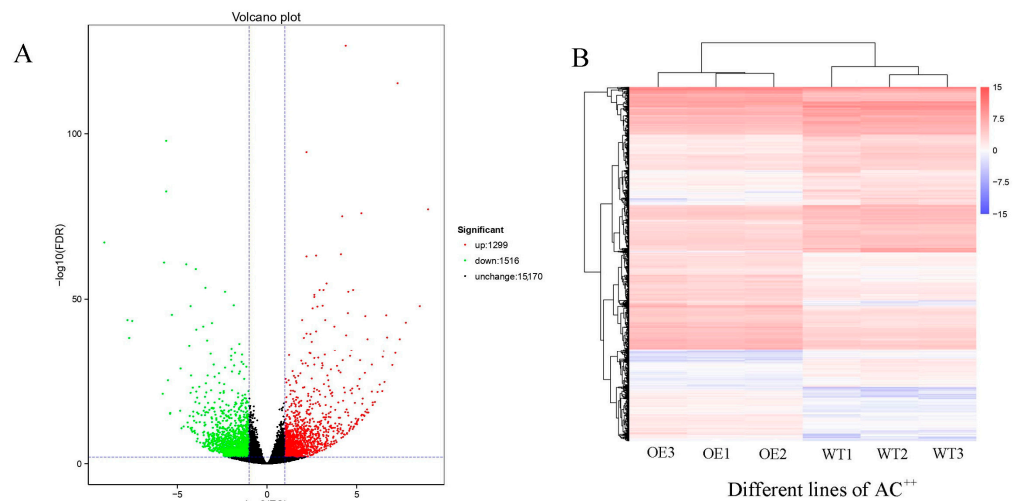 A
Volcano plot
−log10(FDR)
100
50
0
−5
0
5
Significant
up:1299
down:1516
unchange:15,170
B
15
7.5
0
−7.5
−15
OE3 OE1 OE2 WT1 WT2 WT3
Different lines of AC++